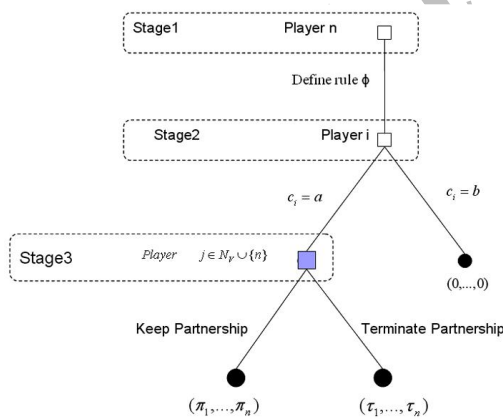 Stage1 Player n
Define rule ϕ
Stage2 Player i
c_i = a
c_i = b
Stage3 Player j ∈ N_V ∪ {n}
(0,...,0)
Keep Partnership Terminate Partnership
(π_1,...,π_n) (τ_1,...,τ_n)